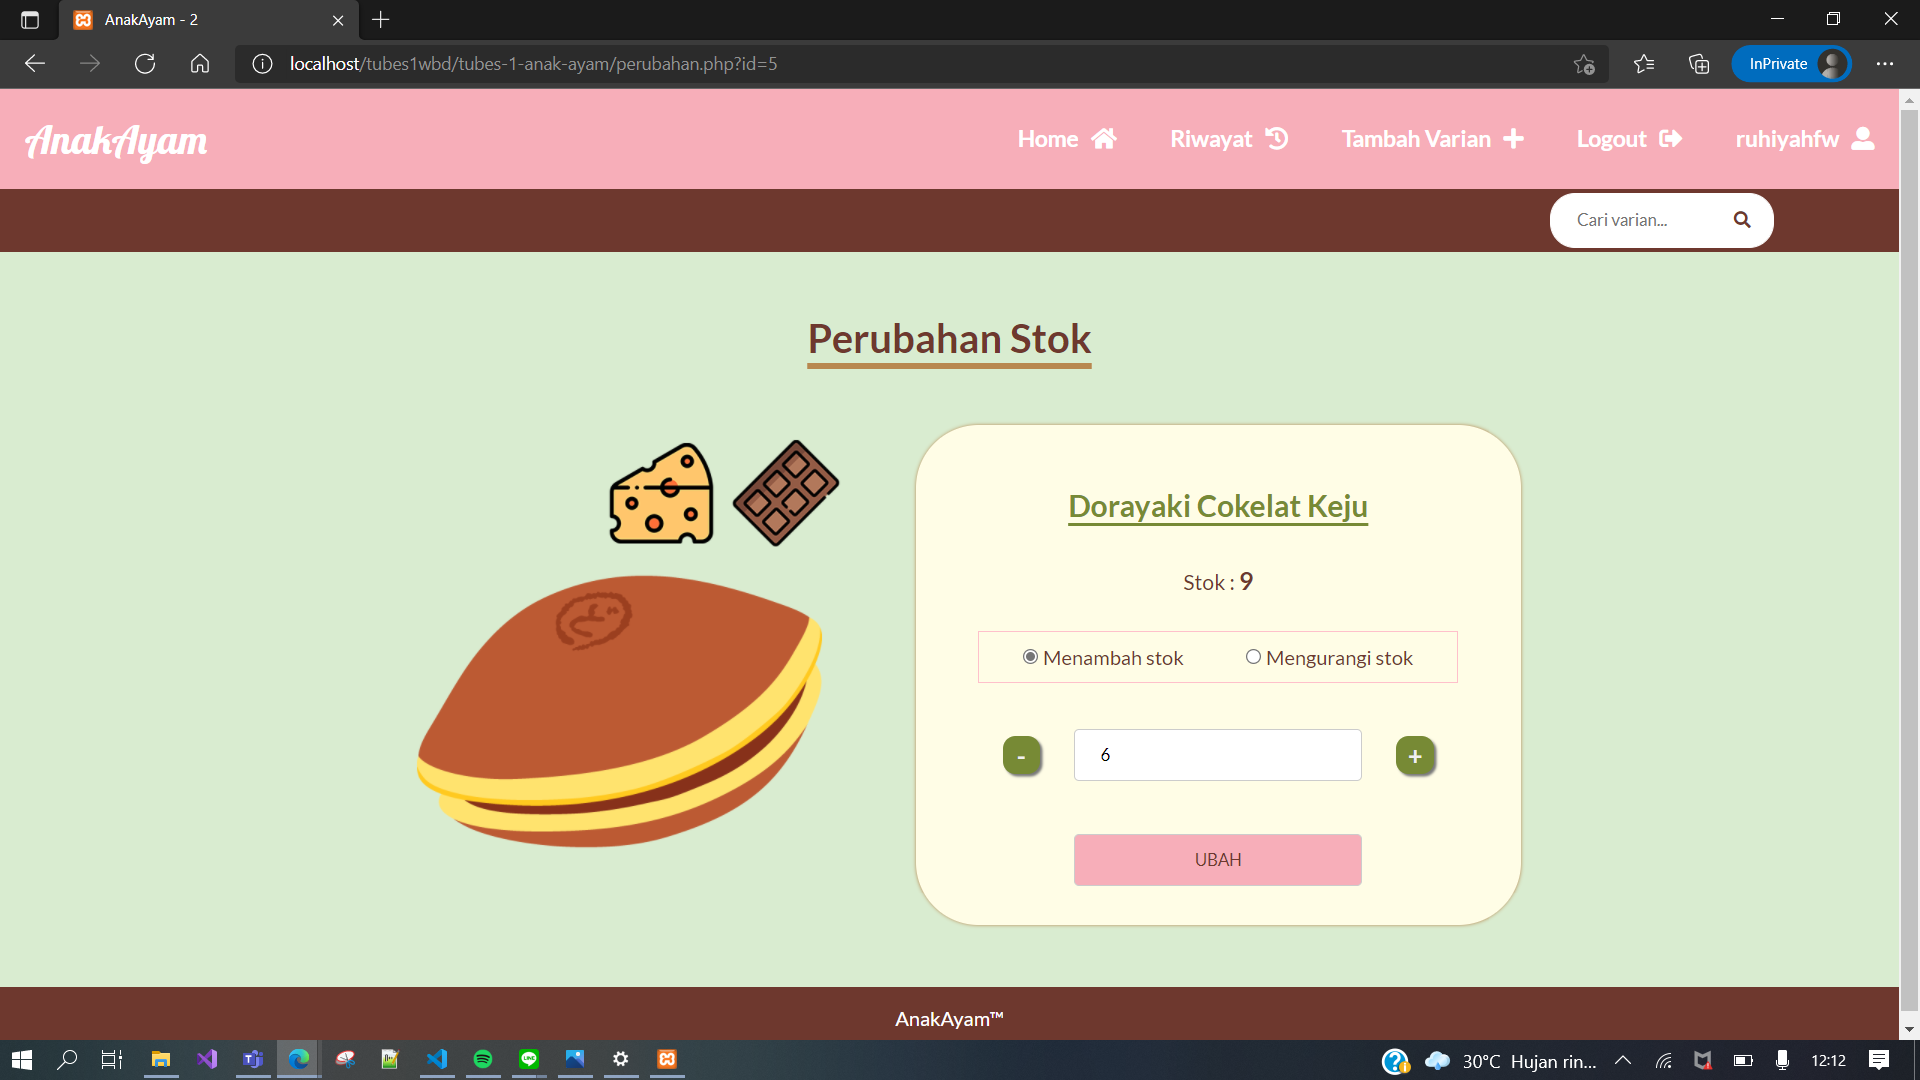 AnakAyam - 2
localhost/tubes1wbd/tubes-1-anak-ayam/perubahan.php?id=5
InPrivate
AnakAyam
Home
Riwayat
Tambah Varian
Logout
ruhiyahfw
Cari varian...
Perubahan Stok
Dorayaki Cokelat Keju
Stok : 9
Menambah stok
Mengurangi stok
-
6
+
UBAH
AnakAyam™
30°C Hujan rin...
12:12